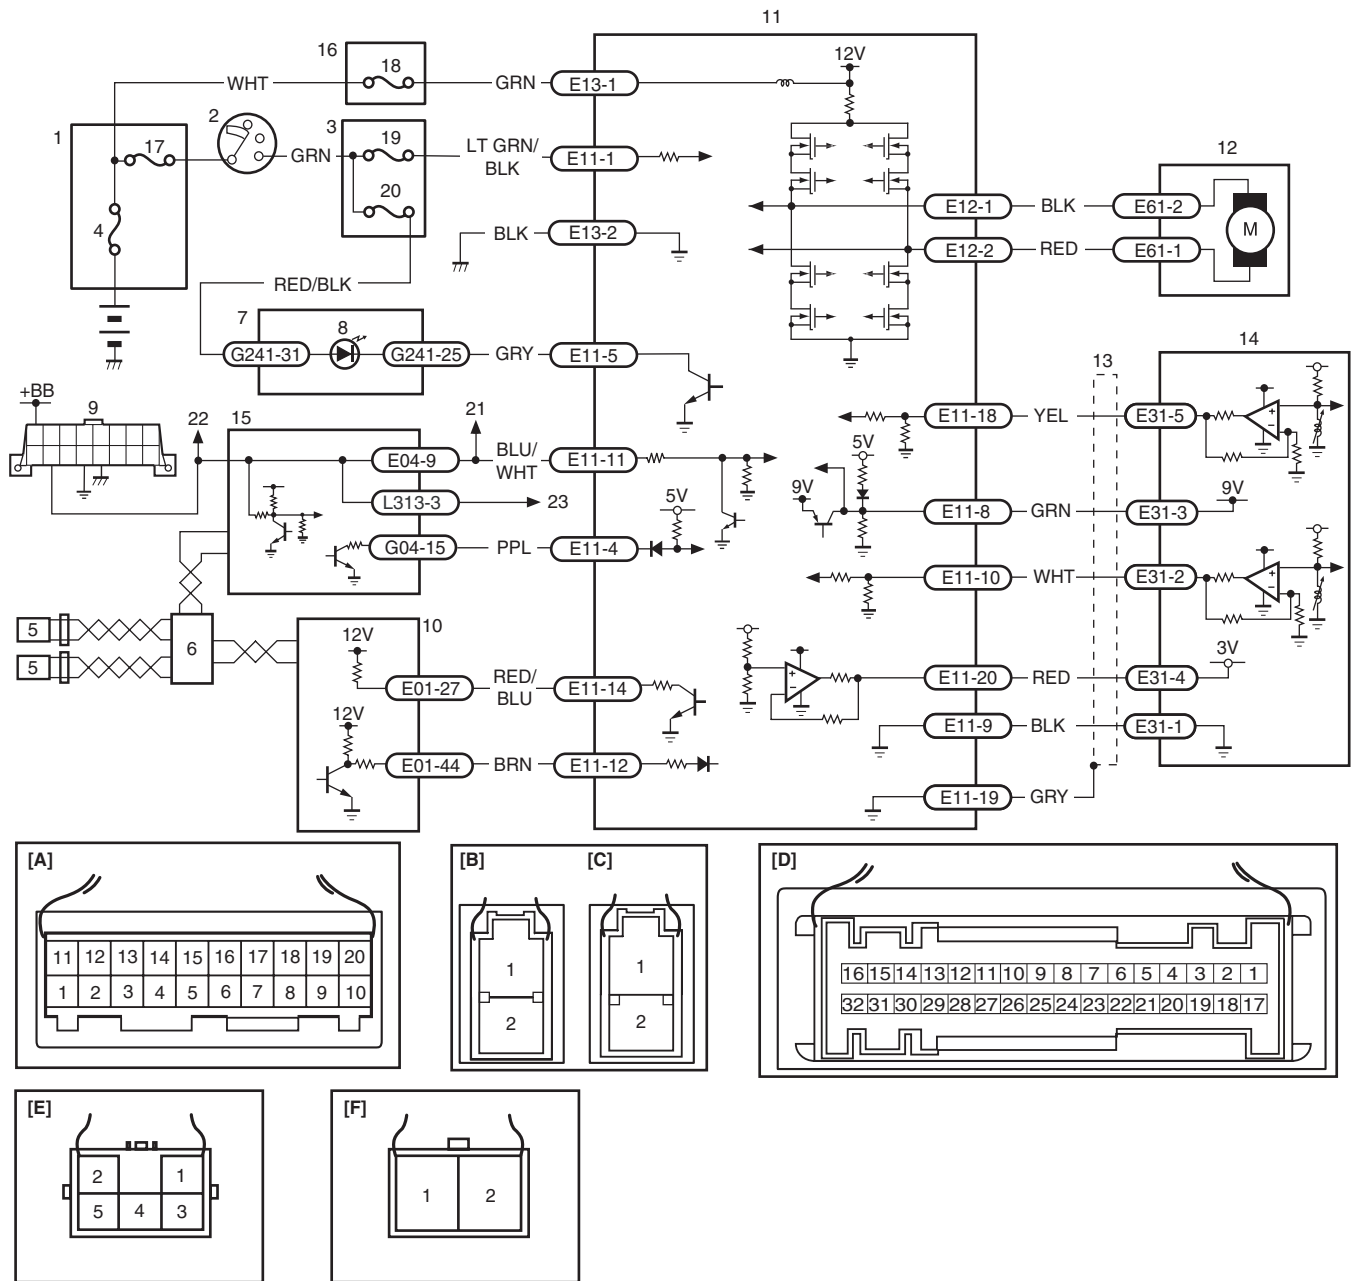 11
16
18
12V
WHT
GRN
E13-1
1
2
3
17
19
GRN
LT GRN/
BLK
E11-1
12
4
20
BLK
E13-2
E12-1
BLK
E61-2
M
E12-2
RED
E61-1
RED/BLK
7
8
G241-31
G241-25
GRY
E11-5
13
14
+BB
9
22
15
21
E11-18
YEL
E31-5
BLU/
WHT
E04-9
E11-11
5V
L313-3
23
5V
9V
E11-8
GRN
E31-3
9V
G04-15
PPL
E11-4
E11-10
WHT
E31-2
5
6
5
10
12V
RED/
BLU
E01-27
E11-14
3V
E11-20
RED
E31-4
12V
E11-9
BLK
E31-1
E01-44
BRN
E11-12
E11-19
GRY
[A]
11 12 13 14 15 16 17 18 19 20
1 2 3 4 5 6 7 8 9 10
[B]
1
2
[C]
1
2
[D]
16 15 14 13 12 11 10 9 8 7 6 5 4 3 2 1
32 31 30 29 28 27 26 25 24 23 22 21 20 19 18 17
[E]
2 1
5 4 3
[F]
1 2